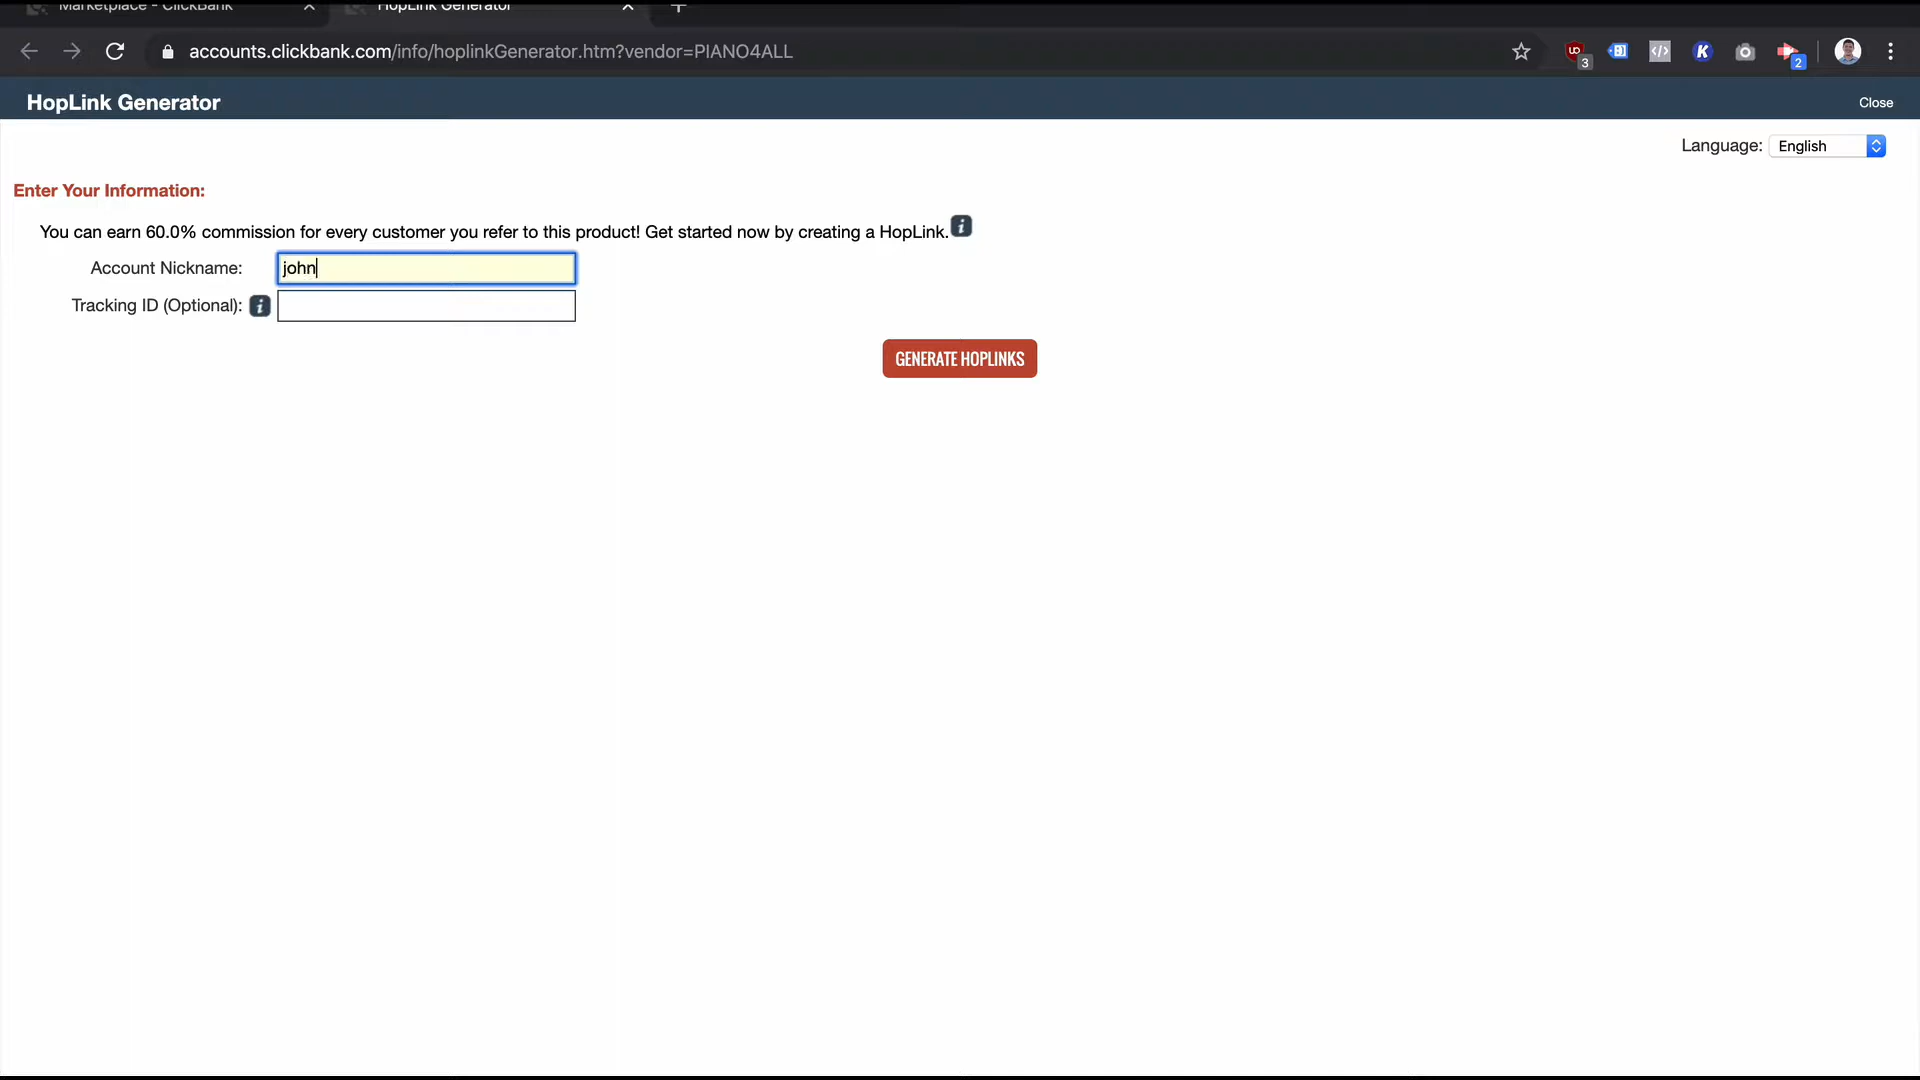 Marketplace - ClickBank
HopLink Generator
accounts.clickbank.com/info/hoplinkGenerator.htm?vendor=PIANO4ALL
3
K
2
HopLink Generator
Close
Language: English
Enter Your Information:
You can earn 60.0% commission for every customer you refer to this product! Get started now by creating a HopLink.
Account Nickname: john
Tracking ID (Optional):
GENERATE HOPLINKS